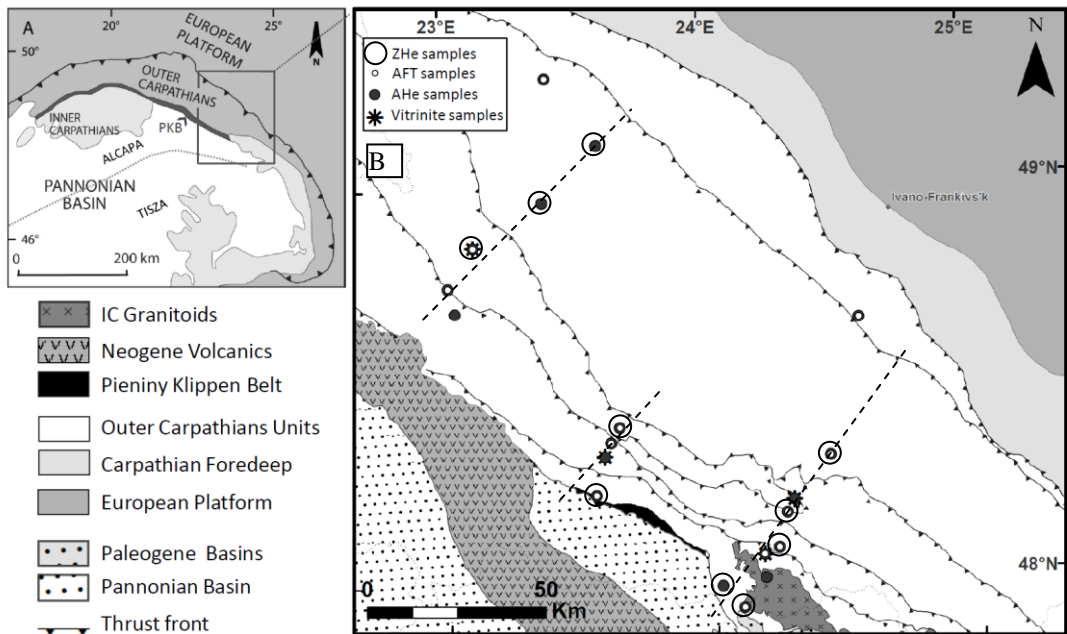 A
20°
25°
50°
46°
EUROPEAN
PLATFORM
N
OUTER
CARPATHIANS
INNER
CARPATHIANS
PKB
ALCAPA
PANNONIAN
BASIN
TISZA
0
200 km
IC Granitoids
Neogene Volcanics
Pieniny Klippen Belt
Outer Carpathians Units
Carpathian Foredeep
European Platform
Paleogene Basins
Pannonian Basin
Thrust front
23°E
24°E
25°E
N
ZHe samples
AFT samples
AHe samples
Vitrinite samples
B
49°N
Ivano-Frankivs'k
48°N
0
50
Km